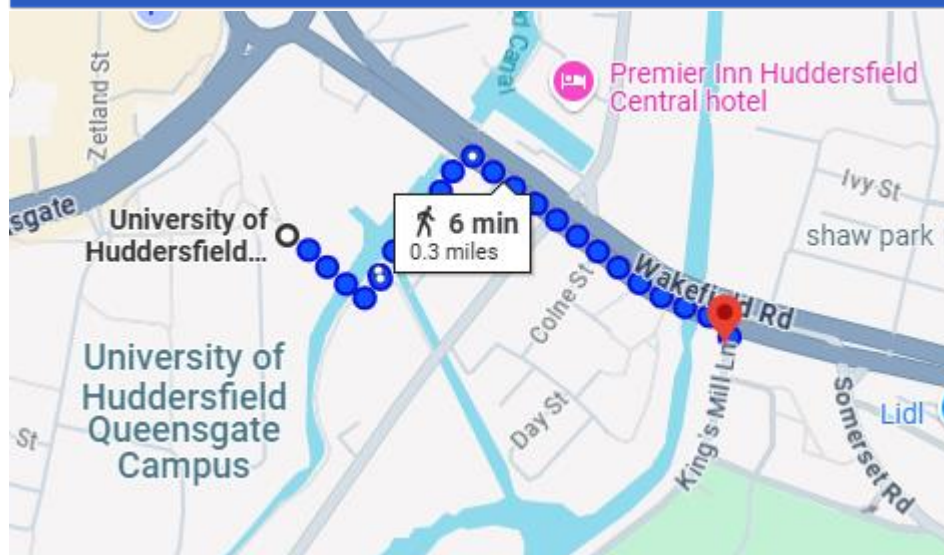 Zetland St
d Canal
Premier Inn Huddersfield
Central hotel
sgate
University of
Huddersfield...
6 min
0.3 miles
Ivy St
shaw park
Wakefield Rd
Colne St
University of
Huddersfield
Queensgate
Campus
St
Day St
King's Mill Ln
Somerset Rd
Lidl